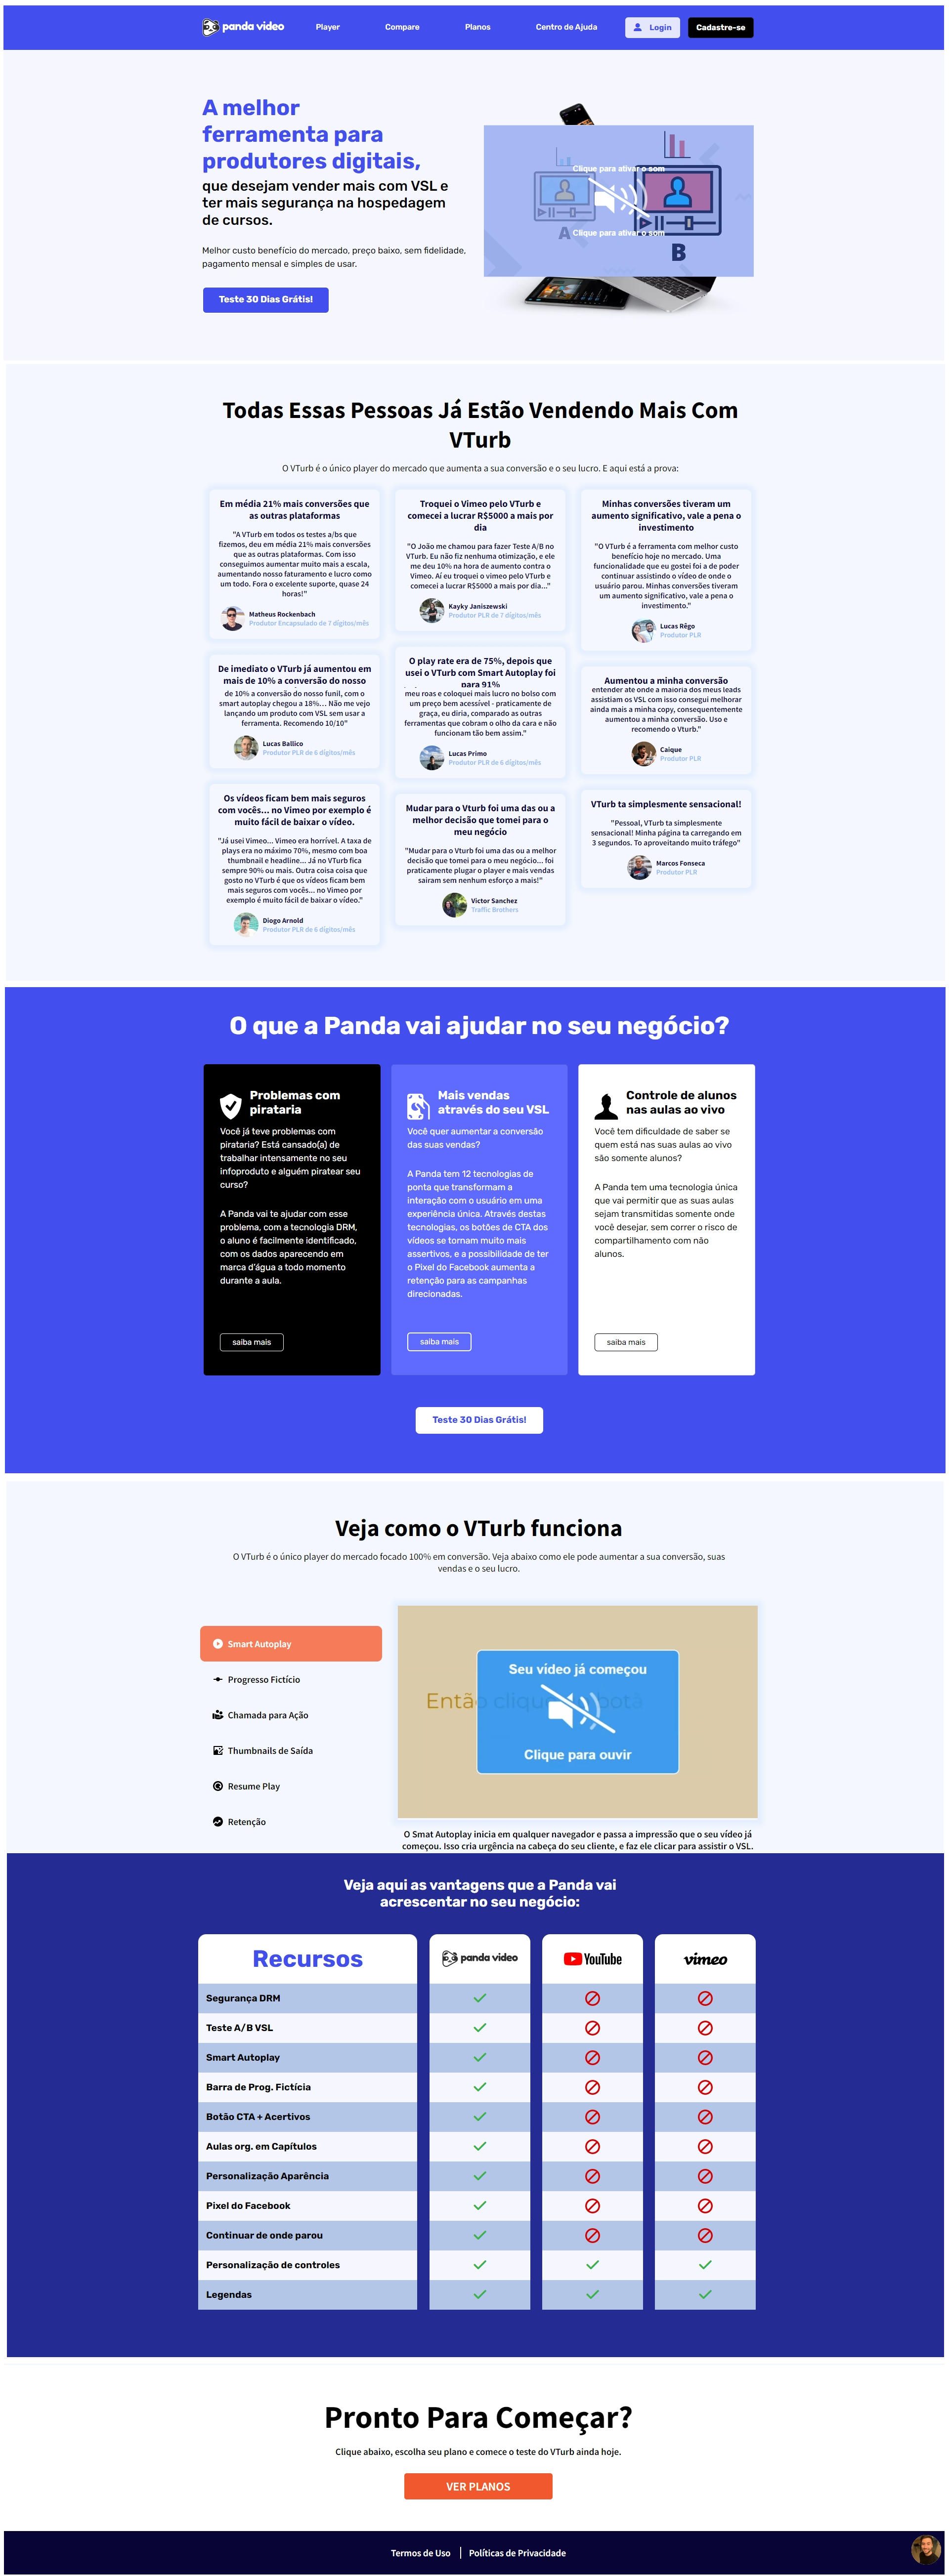 panda video
Player
Compare
Planos
Centro de Ajuda
Login
Cadastre-se
A melhor
ferramenta para
produtores digitais,
que desejam vender mais com VSL e
ter mais segurança na hospedagem
de cursos.
Melhor custo benefício do mercado, preço baixo, sem fidelidade,
pagamento mensal e simples de usar.
Teste 30 Dias Grátis!
Clique para ativar o som
A
Clique para ativar o som
B
Todas Essas Pessoas Já Estão Vendendo Mais Com
VTurb
O VTurb é o único player do mercado que aumenta a sua conversão e o seu lucro. E aqui está a prova:
Em média 21% mais conversões que
as outras plataformas
"A VTurb em todos os testes a/bs que
fizemos, deu em média 21% mais conversões
que as outras plataformas. Com isso
conseguimos aumentar muito mais a escala,
aumentando nosso faturamento e lucro como
um todo. Fora o excelente suporte, quase 24
horas!"
Matheus Rockenbach
Produtor Encapsulado de 7 dígitos/mês
De imediato o VTurb já aumentou em
mais de 10% a conversão do nosso
de 10% a conversão do nosso funil, com o
smart autoplay chegou a 18%... Não me vejo
lançando um produto com VSL sem usar a
ferramenta. Recomendo 10/10"
Lucas Ballico
Produtor PLR de 6 dígitos/mês
Os vídeos ficam bem mais seguros
com vocês... no Vimeo por exemplo é
muito fácil de baixar o vídeo.
"Já usei Vimeo... Vimeo era horrível. A taxa de
plays era no máximo 70%, mesmo com boa
thumbnail e headline... Já no VTurb fica
sempre 90% ou mais. Outra coisa coisa que
gosto no VTurb é que os vídeos ficam bem
mais seguros com vocês... no Vimeo por
exemplo é muito fácil de baixar o vídeo."
Diogo Arnold
Produtor PLR de 6 dígitos/mês
Troquei o Vimeo pelo VTurb e
comecei a lucrar R$5000 a mais por
dia
"O João me chamou para fazer Teste A/B no
VTurb. Eu não fiz nenhuma otimização, e ele
me deu 10% na hora de aumento contra o
Vimeo. Aí eu troquei o vimeo pelo VTurb e
comecei a lucrar R$5000 a mais por dia..."
Kayky Janiszewski
Produtor PLR de 7 dígitos/mês
O play rate era de 75%, depois que
usei o VTurb com Smart Autoplay foi
para 91%
meu roas e coloquei mais lucro no bolso com
um preço bem acessível - praticamente de
graça, eu diria, comparado as outras
ferramentas que cobram o olho da cara e não
funcionam tão bem assim."
Lucas Primo
Produtor PLR de 6 dígitos/mês
Mudar para o Vturb foi uma das ou a
melhor decisão que tomei para o
meu negócio
"Mudar para o Vturb foi uma das ou a melhor
decisão que tomei para o meu negócio... foi
praticamente plugar o player e mais vendas
sairam sem nenhum esforço a mais!"
Victor Sanchez
Traffic Brothers
Minhas conversões tiveram um
aumento significativo, vale a pena o
investimento
"O VTurb é a ferramenta com melhor custo
benefício hoje no mercado. Uma
funcionalidade que eu gostei foi a de poder
continuar assistindo o vídeo de onde o
usuário parou. Minhas conversões tiveram
um aumento significativo, vale a pena o
investimento."
Lucas Rêgo
Produtor PLR
Aumentou a minha conversão
entender ate onde a maioria dos meus leads
assistiam os VSL com isso consegui melhorar
ainda mais a minha copy, consequentemente
aumentou a minha conversão. Uso e
recomendo o Vturb."
Caique
Produtor PLR
VTurb ta simplesmente sensacional!
"Pessoal, VTurb ta simplesmente
sensacional! Minha página ta carregando em
3 segundos. To aproveitando muito tráfego"
Marcos Fonseca
Produtor PLR
O que a Panda vai ajudar no seu negócio?
Problemas com
pirataria
Você já teve problemas com
pirataria? Está cansado(a) de
trabalhar intensamente no seu
infoproduto e alguém piratear seu
curso?
A Panda vai te ajudar com esse
problema, com a tecnologia DRM,
o aluno é facilmente identificado,
com os dados aparecendo em
marca d'água a todo momento
durante a aula.
saiba mais
Mais vendas
através do seu VSL
Você quer aumentar a conversão
das suas vendas?
A Panda tem 12 tecnologias de
ponta que transformam a
interação com o usuário em uma
experiência única. Através destas
tecnologias, os botões de CTA dos
vídeos se tornam muito mais
assertivos, e a possibilidade de ter
o Pixel do Facebook aumenta a
retenção para as campanhas
direcionadas.
saiba mais
Controle de alunos
nas aulas ao vivo
Você tem dificuldade de saber se
quem está nas suas aulas ao vivo
são somente alunos?
A Panda tem uma tecnologia única
que vai permitir que as suas aulas
sejam transmitidas somente onde
você desejar, sem correr o risco de
compartilhamento com não
alunos.
saiba mais
Teste 30 Dias Grátis!
Veja como o VTurb funciona
O VTurb é o único player do mercado focado 100% em conversão. Veja abaixo como ele pode aumentar a sua conversão, suas
vendas e o seu lucro.
Smart Autoplay
Progresso Fictício
Chamada para Ação
Thumbnails de Saída
Resume Play
Retenção
Seu vídeo já começou
Então clique botã
Clique para ouvir
O Smat Autoplay inicia em qualquer navegador e passa a impressão que o seu vídeo já
começou. Isso cria urgência na cabeça do seu cliente, e faz ele clicar para assistir o VSL.
Veja aqui as vantagens que a Panda vai
acrescentar no seu negócio:
Recursos
panda video
YouTube
vimeo
Segurança DRM
Teste A/B VSL
Smart Autoplay
Barra de Prog. Fictícia
Botão CTA + Acertivos
Aulas org. em Capítulos
Personalização Aparência
Pixel do Facebook
Continuar de onde parou
Personalização de controles
Legendas
Pronto Para Começar?
Clique abaixo, escolha seu plano e comece o teste do VTurb ainda hoje.
VER PLANOS
Termos de Uso | Políticas de Privacidade